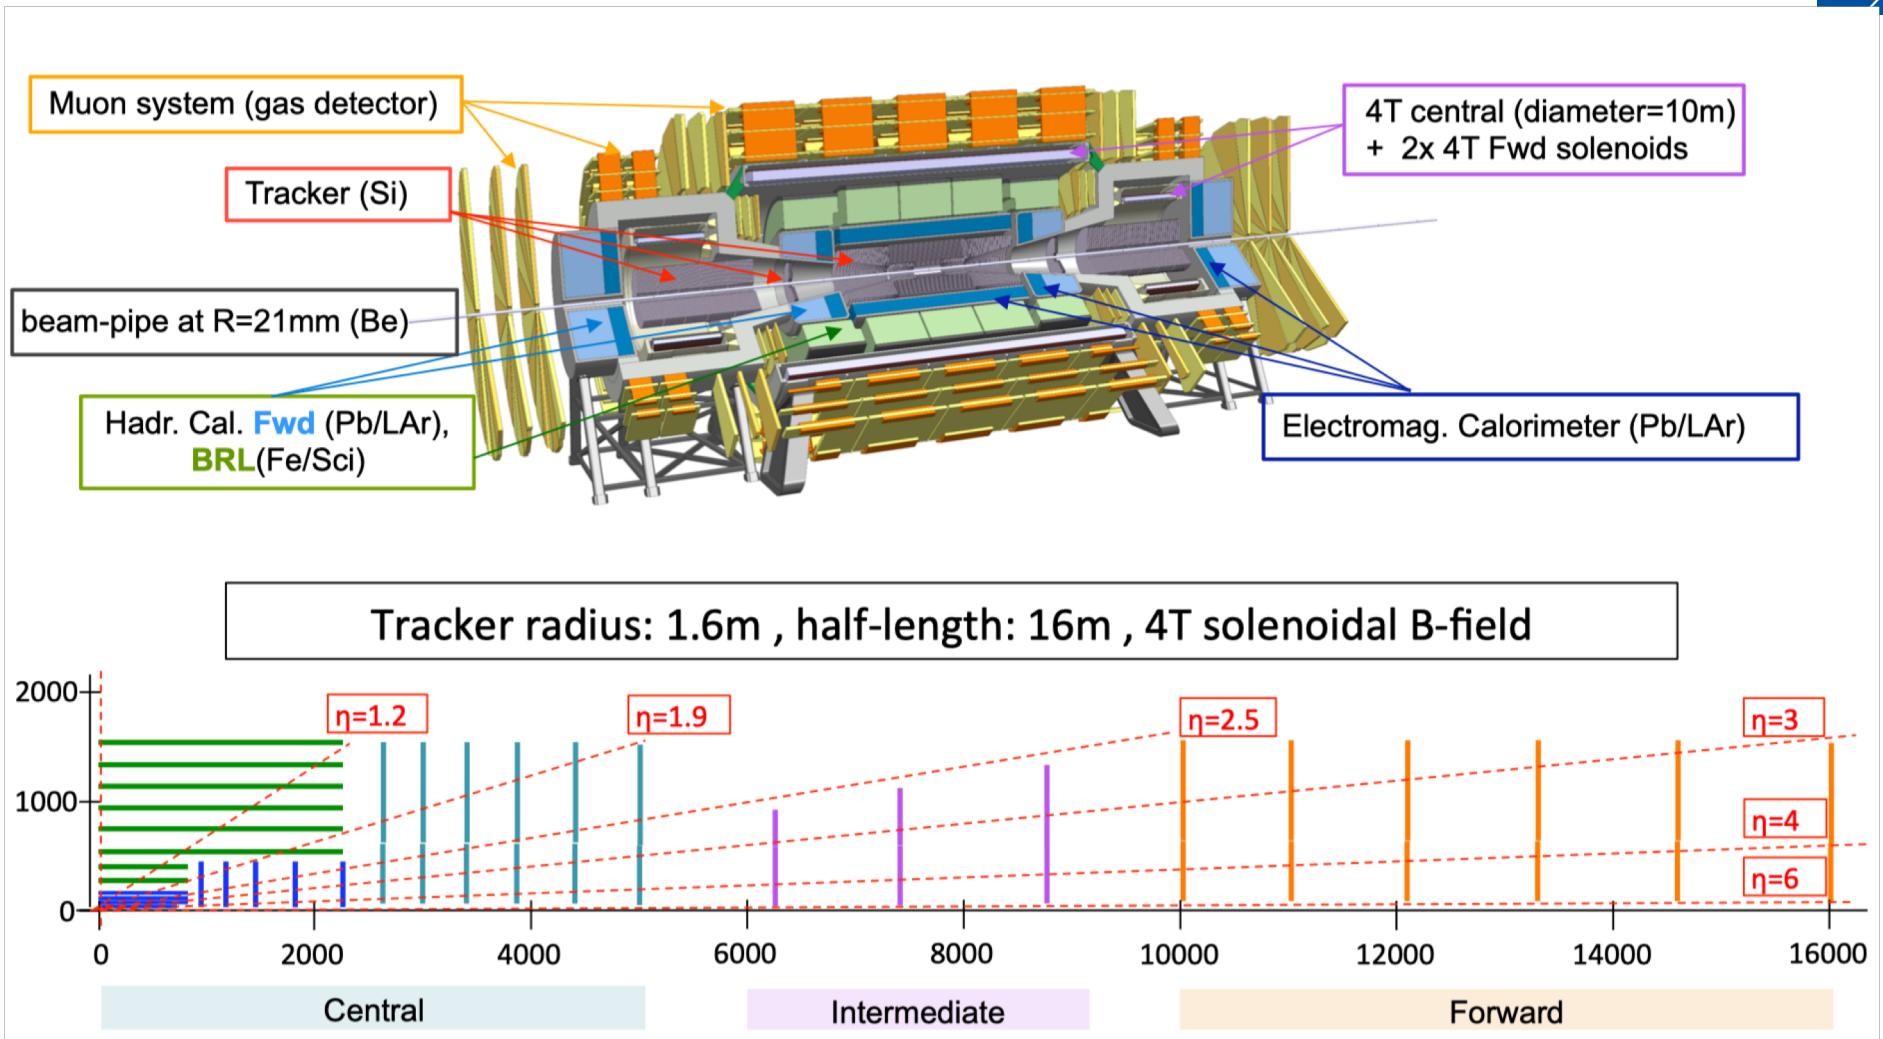 Muon system (gas detector)
4T central (diameter=10m)
+ 2x 4T Fwd solenoids
Tracker (Si)
beam-pipe at R=21mm (Be)
Hadr. Cal. Fwd (Pb/LAr),
BRL(Fe/Sci)
Electromag. Calorimeter (Pb/LAr)
Tracker radius: 1.6m , half-length: 16m , 4T solenoidal B-field
2000
1000
0
η=1.2
η=1.9
η=2.5
η=3
η=4
η=6
0
2000
4000
6000
8000
10000
12000
14000
16000
Central
Intermediate
Forward